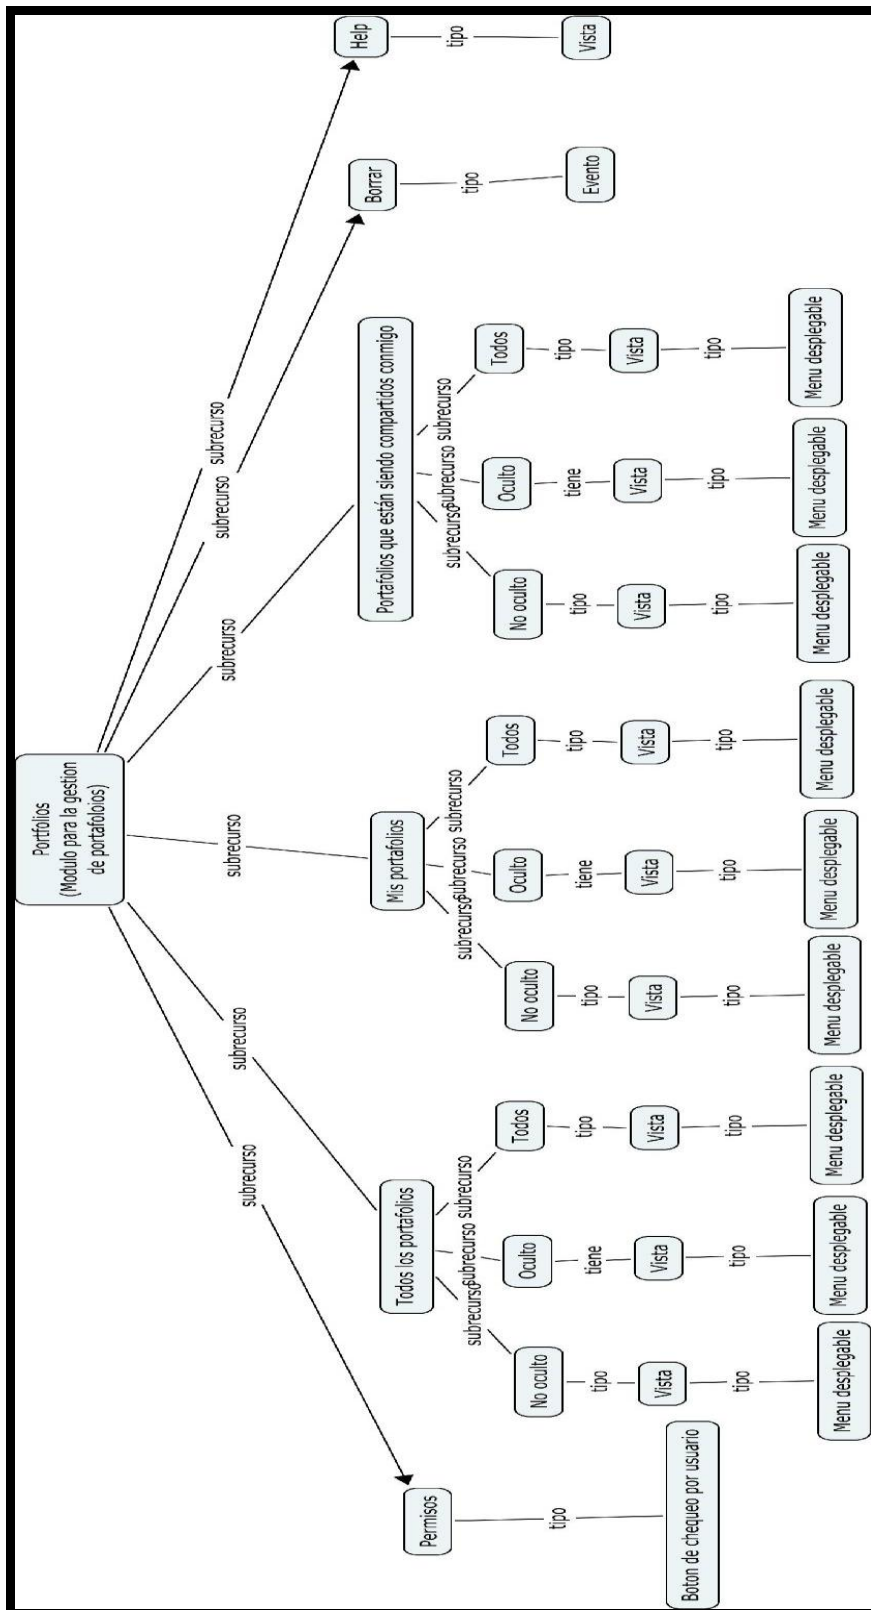 Portfolios
(Modulo para la gestion
de portafoloios)
subrecurso
subrecurso
subrecurso
subrecurso
subrecurso
subrecurso
Permisos
Todos los portafolios
Mis portafolios
Portafolios que están siendo compartidos conmigo
Borrar
Help
subrecurso
subrecurso
subrecurso
subrecurso
subrecurso
subrecurso
subrecurso
subrecurso
subrecurso
tipo
tipo
No oculto
Oculto
Todos
No oculto
Oculto
Todos
No oculto
Oculto
Todos
Evento
Vista
tipo
tipo
tiene
tipo
tipo
tiene
tipo
tipo
tiene
tipo
Boton de chequeo por usuario
Vista
Vista
Vista
Vista
Vista
Vista
Vista
Vista
Vista
tipo
tipo
tipo
tipo
tipo
tipo
tipo
tipo
tipo
Menu desplegable
Menu desplegable
Menu desplegable
Menu desplegable
Menu desplegable
Menu desplegable
Menu desplegable
Menu desplegable
Menu desplegable